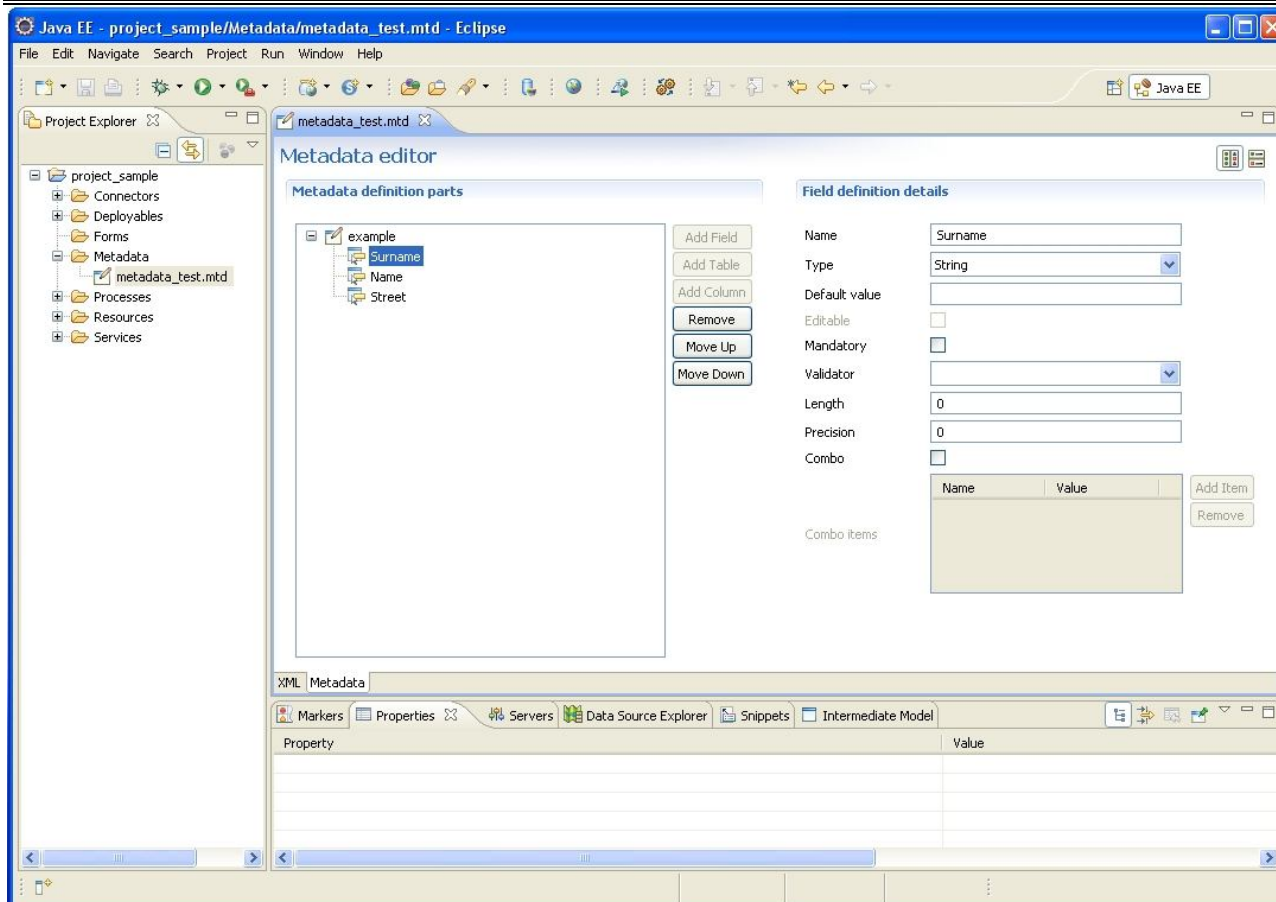 Java EE - project_sample/Metadata/metadata_test.mtd - Eclipse
File Edit Navigate Search Project Run Window Help
Java EE
Project Explorer
project_sample
Connectors
Deployables
Forms
Metadata
metadata_test.mtd
Processes
Resources
Services
metadata_test.mtd
Metadata editor
Metadata definition parts
example
Surname
Name
Street
Add Field
Add Table
Add Column
Remove
Move Up
Move Down
Field definition details
Name Surname
Type String
Default value
Editable
Mandatory
Validator
Length 0
Precision 0
Combo
Name Value
Combo items
Add Item
Remove
XML Metadata
Markers Properties Servers Data Source Explorer Snippets Intermediate Model
Property Value